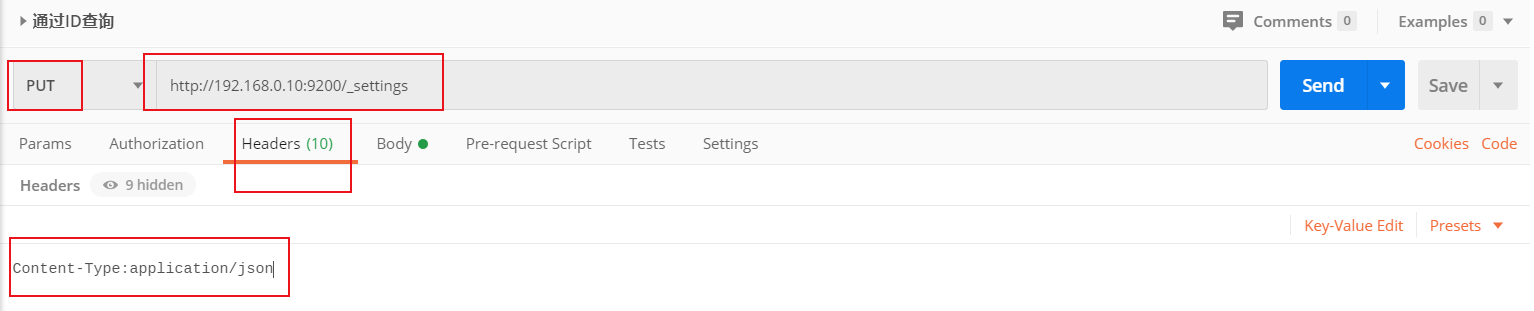 通过ID查询 Comments 0 Examples 0
PUT http://192.168.0.10:9200/_settings Send Save
Params Authorization Headers (10) Body Pre-request Script Tests Settings Cookies Code
Headers 9 hidden
Key-Value Edit Presets
Content-Type:application/json